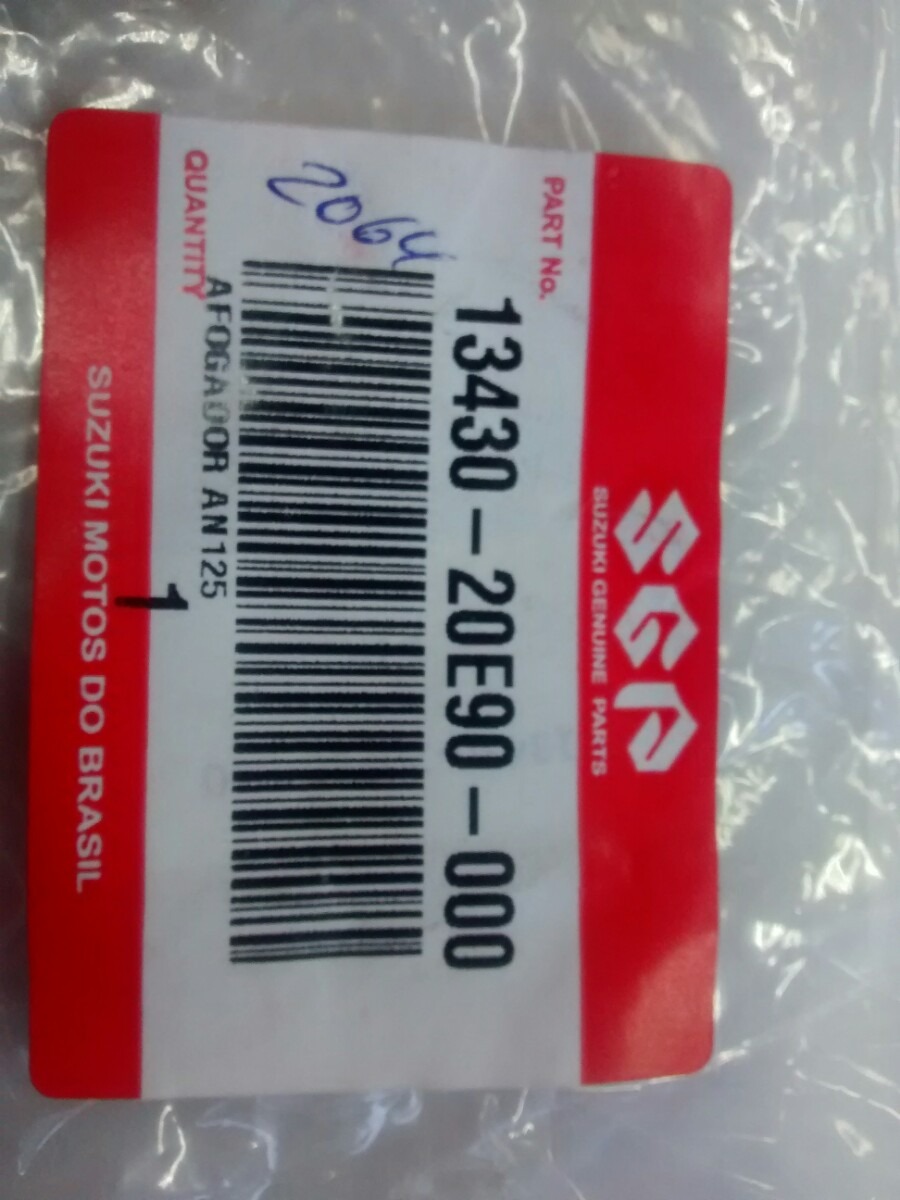 SGP
SUZUKI GENUINE PARTS
PART No.
13430-20E90-000
2064
QUANTITY
AFOGADOR AN125
1
SUZUKI MOTOS DO BRASIL